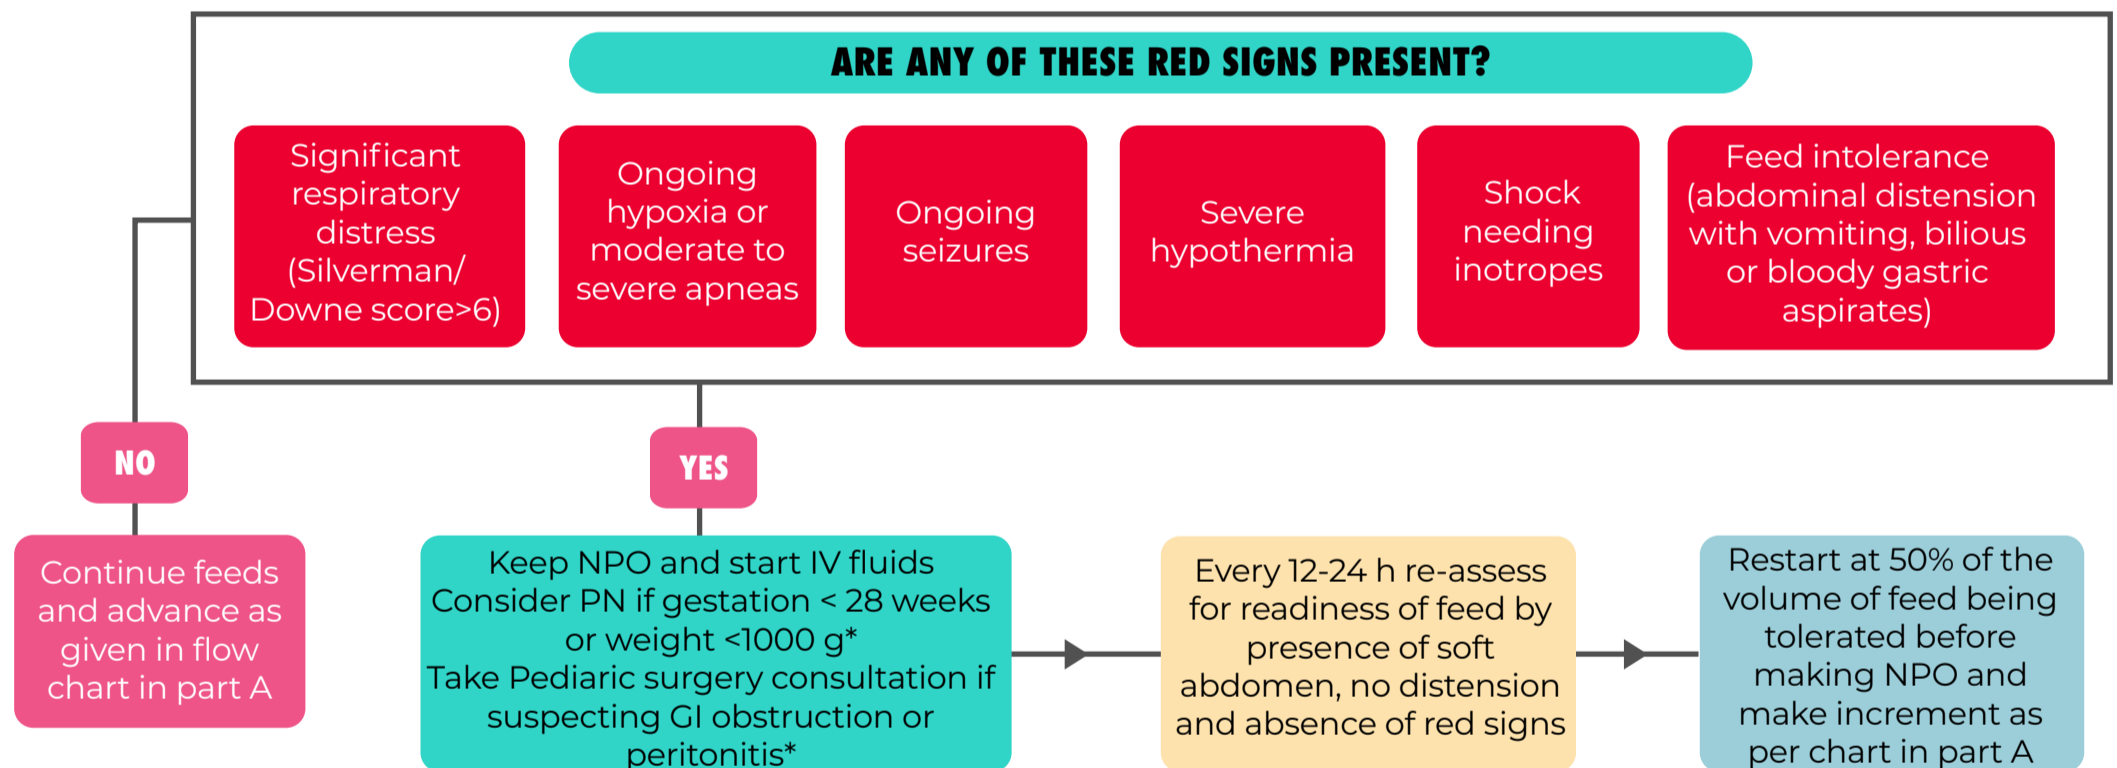 ARE ANY OF THESE RED SIGNS PRESENT?
Significant
respiratory
distress
(Silverman/
Downe score>6)
Ongoing
hypoxia or
moderate to
severe apneas
Ongoing
seizures
Severe
hypothermia
Shock
needing
inotropes
Feed intolerance
(abdominal distension
with vomiting, bilious
or bloody gastric
aspirates)
NO
YES
Continue feeds
and advance as
given in flow
chart in part A
Keep NPO and start IV fluids
Consider PN if gestation < 28 weeks
or weight <1000 g*
Take Pediaric surgery consultation if
suspecting GI obstruction or
peritonitis*
Every 12-24 h re-assess
for readiness of feed by
presence of soft
abdomen, no distension
and absence of red signs
Restart at 50% of the
volume of feed being
tolerated before
making NPO and
make increment as
per chart in part A